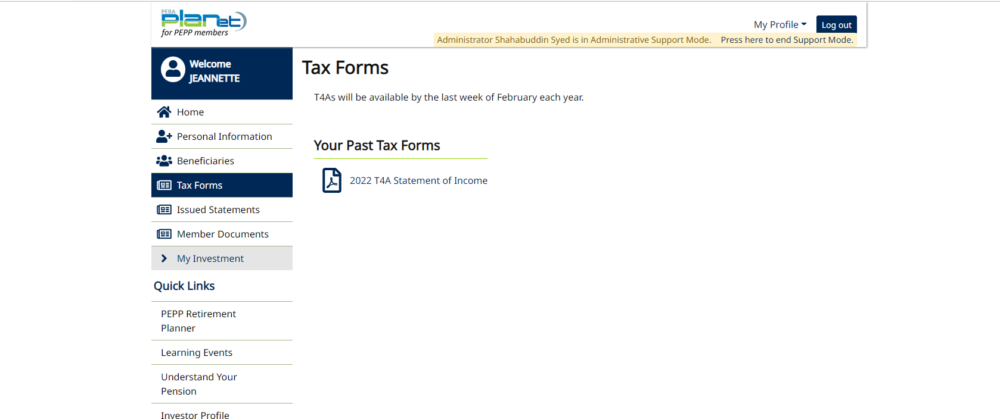 PEBA
planet
for PEPP members
My Profile
Log out
Administrator Shahabuddin Syed is in Administrative Support Mode. Press here to end Support Mode.
Welcome
JEANNETTE
Home
Personal Information
Beneficiaries
Tax Forms
Issued Statements
Member Documents
My Investment
Quick Links
PEPP Retirement
Planner
Learning Events
Understand Your
Pension
Investor Profile
Tax Forms
T4As will be available by the last week of February each year.
Your Past Tax Forms
2022 T4A Statement of Income